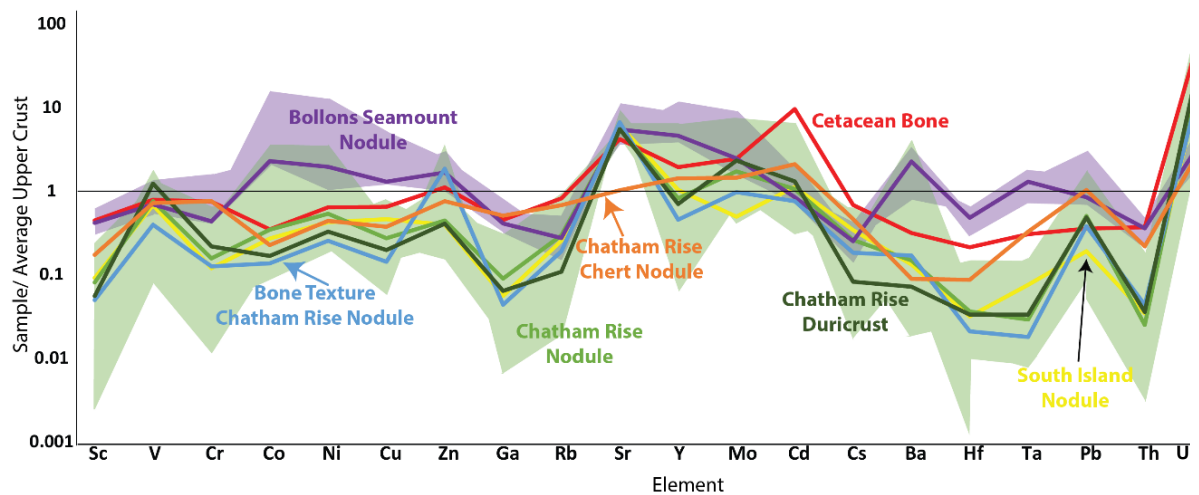 100
10
1
0.1
0.01
0.001
Sample/ Average Upper Crust
Bollons Seamount
Nodule
Cetacean Bone
Chatham Rise
Chert Nodule
Bone Texture
Chatham Rise Nodule
Chatham Rise
Nodule
Chatham Rise
Duricrust
South Island
Nodule
Sc V Cr Co Ni Cu Zn Ga Rb Sr Y Mo Cd Cs Ba Hf Ta Pb Th U
Element